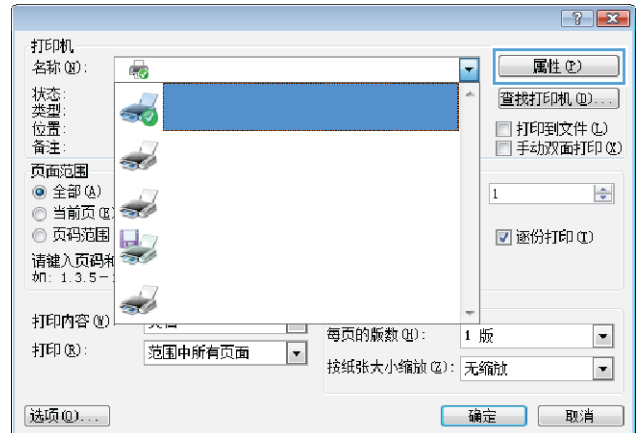 打印机
名称(N):
属性(P)
状态:
查找打印机(D)...
类型:
位置:
打印到文件(L)
备注:
手动双面打印(X)
页面范围
全部(A)
1
当前页(E)
页码范围
逐份打印(T)
请键入页码和
如: 1.3.5-
打印内容(W)
每页的版数(H):
1 版
打印(R):
范围中所有页面
按纸张大小缩放(Z):
无缩放
选项(O)...
确定
取消